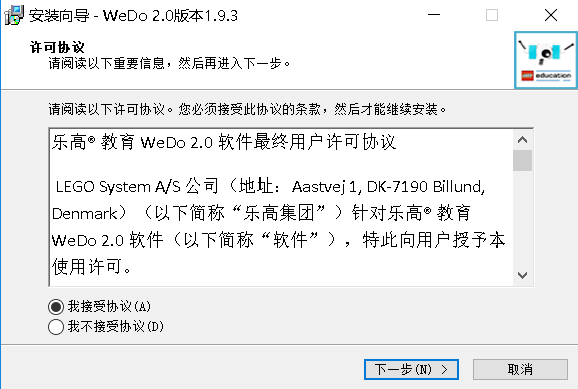 安装向导 - WeDo 2.0版本1.9.3
许可协议
请阅读以下重要信息，然后再进入下一步。
education
请阅读以下许可协议。您必须接受此协议的条款，然后才能继续安装。
乐高® 教育 WeDo 2.0 软件最终用户许可协议
LEGO System A/S 公司（地址：Aastvej 1, DK-7190 Billund,
Denmark）（以下简称“乐高集团”）针对乐高® 教育
WeDo 2.0 软件（以下简称“软件”），特此向用户授予本
使用许可。
我接受协议(A)
我不接受协议(D)
下一步(N) >
取消